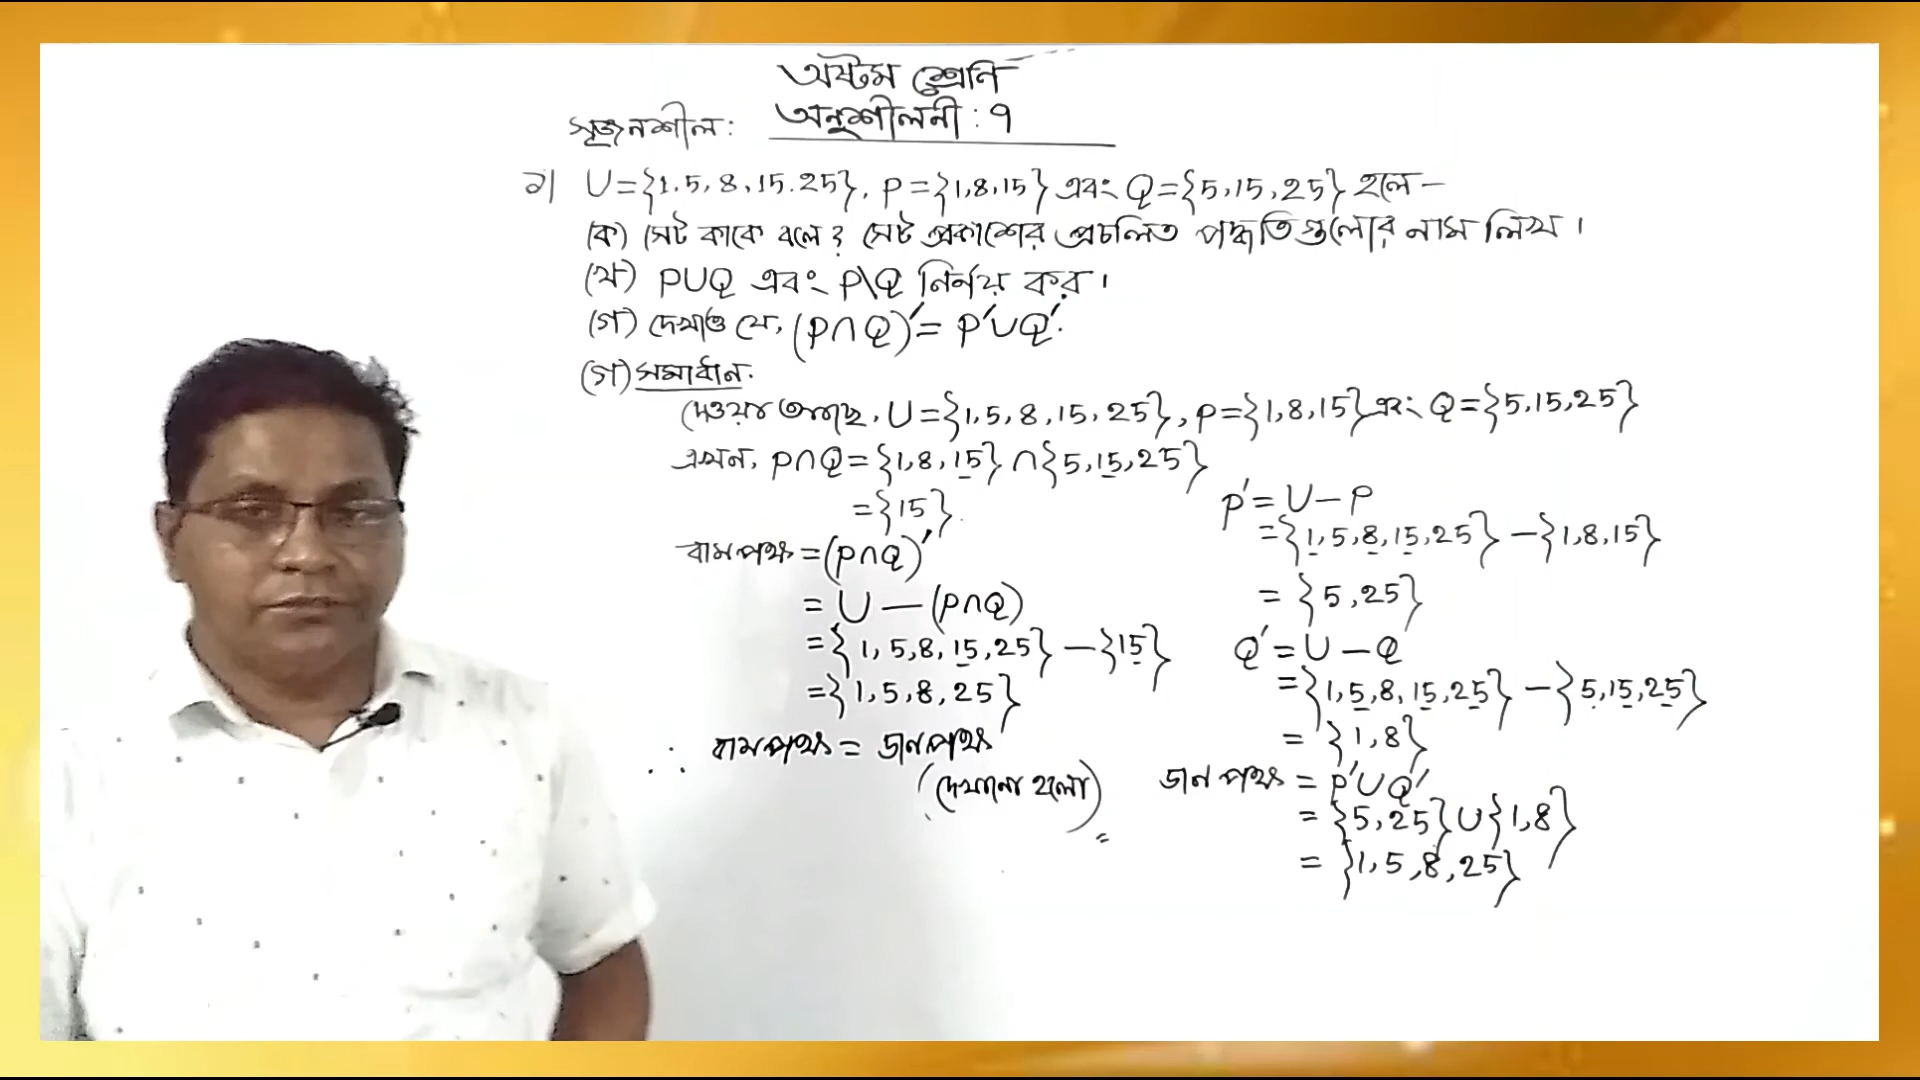 অষ্টম শ্রেণি
অনুশীলনী: ৭
সৃজনশীল:
১। U={1.5, 8, 15.25}, P={1,8,15} এবং Q={5,15,25} হলে-
(ক) সেট কাকে বলে? সেট প্রকাশের প্রচলিত পদ্ধতিগুলোর নাম লিখ।
(খ) P∪Q এবং P\Q নির্ণয় কর।
(গ) দেখাও যে, (P∩Q)′= P′∪Q′.
(গ) সমাধান:
দেওয়া আছে, U={1,5,8,15,25}, P={1,8,15} এবং Q={5,15,25}
এখন, P∩Q={1,8,15}∩{5,15,25}
={15}.
বামপক্ষ =(P∩Q)′
= U — (P∩Q)
={1,5,8,15,25} — {15}
={1,5,8,25}
P′= U — P
={1,5,8,15,25} — {1,8,15}
= {5,25}
Q′= U — Q
={1,5,8,15,25} — {5,15,25}
= {1,8}
ডান পক্ষ = P′∪Q′
= {5,25}∪{1,8}
= {1,5,8,25}
∴ বামপক্ষ = ডানপক্ষ
(দেখানো হলো)